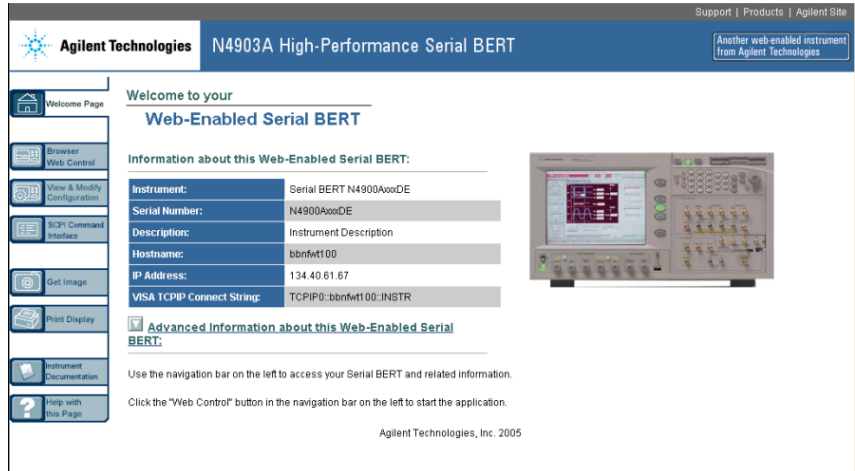 Support | Products | Agilent Site
Agilent Technologies
N4903A High-Performance Serial BERT
Another web-enabled instrument
from Agilent Technologies
Welcome Page
Browser
Web Control
View & Modify
Configuration
SCPI Command
Interface
Get Image
Print Display
Instrument
Documentation
Help with
this Page
Welcome to your
Web-Enabled Serial BERT
Information about this Web-Enabled Serial BERT:
Instrument: Serial BERT N4900AxxxDE
Serial Number: N4900AxxxDE
Description: Instrument Description
Hostname: bbnfwt100
IP Address: 134.40.61.67
VISA TCPIP Connect String: TCPIP0::bbnfwt100::INSTR
Advanced Information about this Web-Enabled Serial
BERT:
Use the navigation bar on the left to access your Serial BERT and related information.
Click the "Web Control" button in the navigation bar on the left to start the application.
Agilent Technologies, Inc. 2005